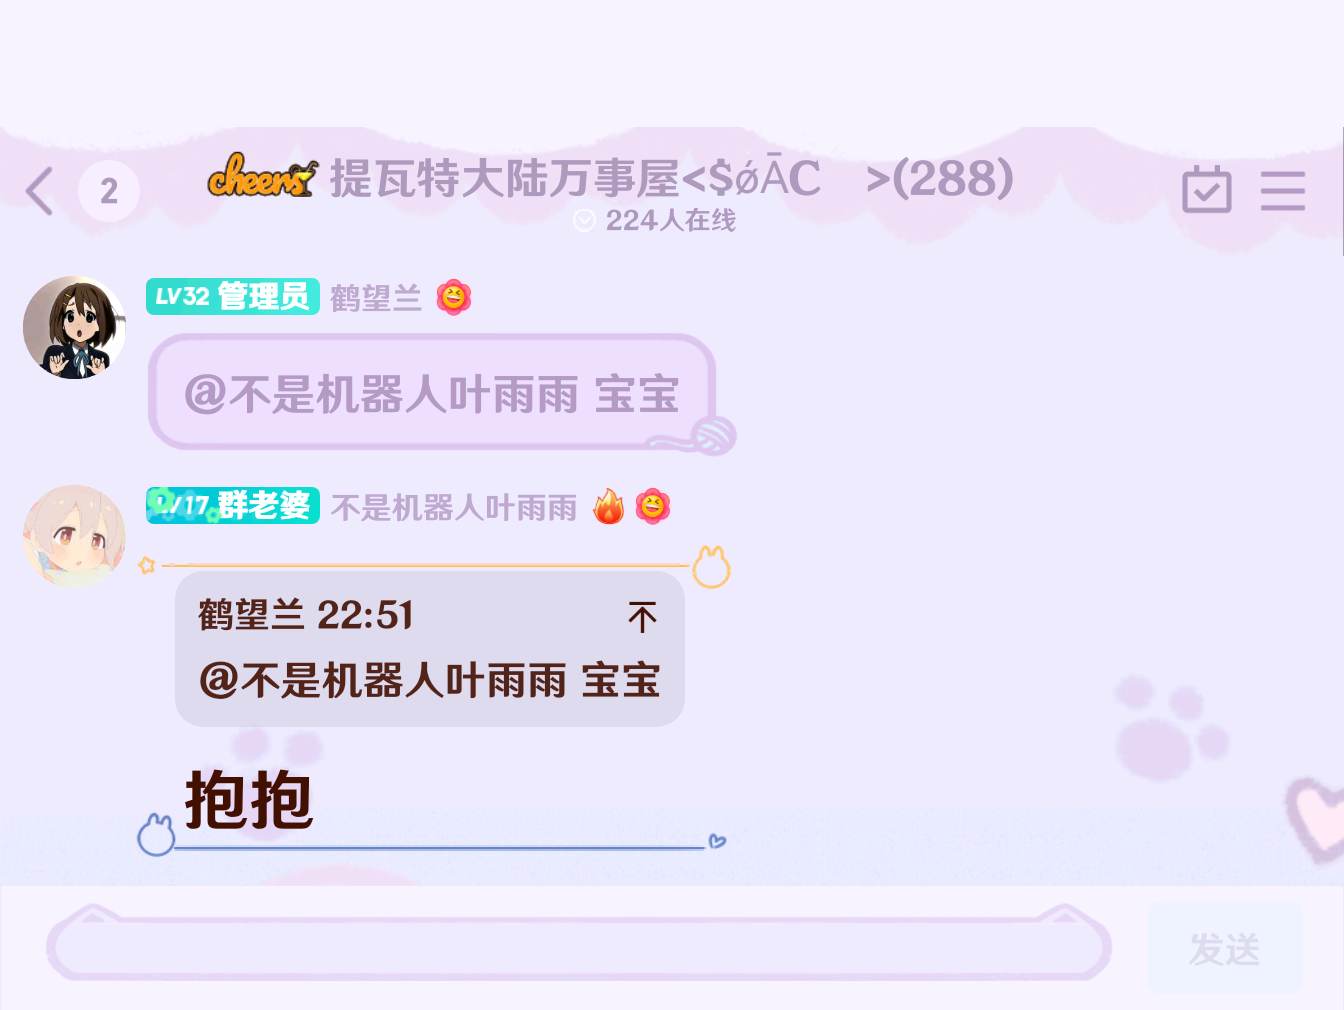 2
cheers 提瓦特大陆万事屋<$ǿĀC >(288)
224人在线
LV32 管理员 鹤望兰
@不是机器人叶雨雨 宝宝
LV17 群老婆 不是机器人叶雨雨
鹤望兰 22:51
@不是机器人叶雨雨 宝宝
抱抱
发送